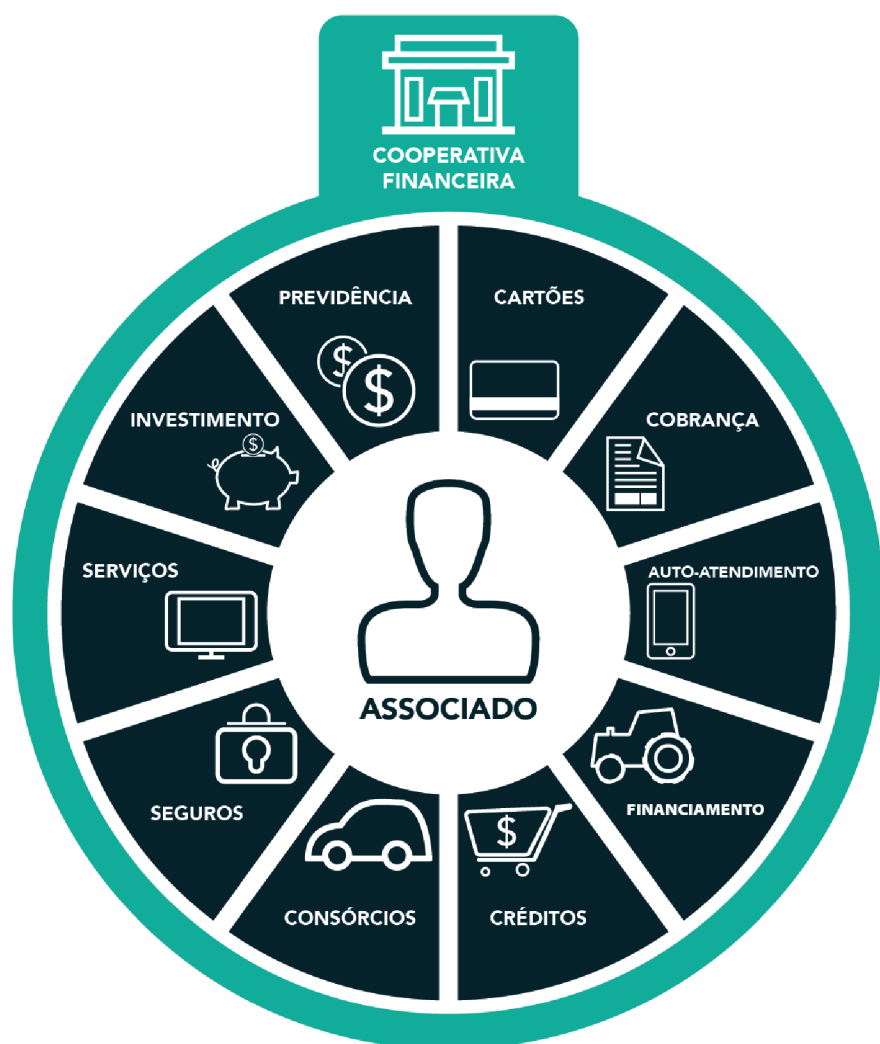 COOPERATIVA
FINANCEIRA
PREVIDÊNCIA
CARTÕES
$
$
INVESTIMENTO
$
COBRANÇA
SERVIÇOS
AUTO-ATENDIMENTO
ASSOCIADO
SEGUROS
FINANCIAMENTO
$
CONSÓRCIOS
CRÉDITOS